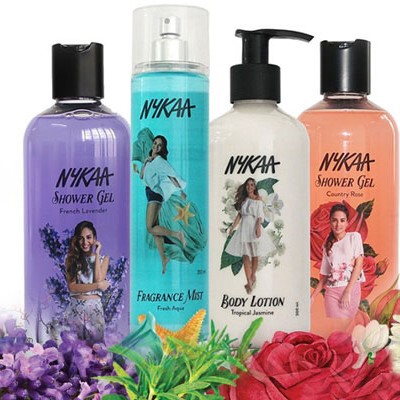 NYKAA
SHOWER GEL
French Lavender
NYKAA
FRAGRANCE MIST
Fresh Aqua
NYKAA
BODY LOTION
Tropical Jasmine
NYKAA
SHOWER GEL
Country Rose